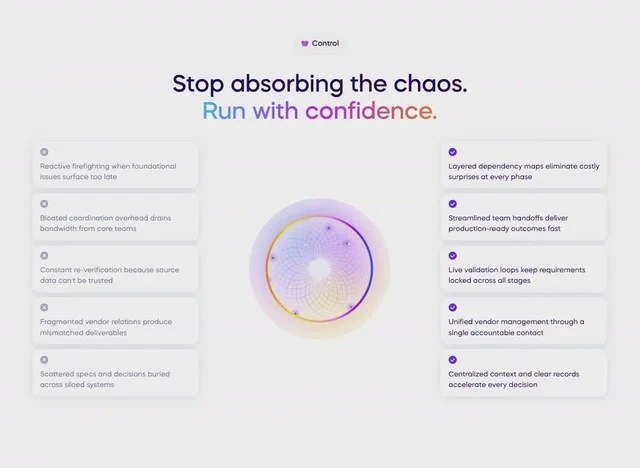 Control
Stop absorbing the chaos.
Run with confidence.
Reactive firefighting when foundational
issues surface too late
Bloated coordination overhead drains
bandwidth from core teams
Constant re-verification because source
data can't be trusted
Fragmented vendor relations produce
mismatched deliverables
Scattered specs and decisions buried
across siloed systems
Layered dependency maps eliminate costly
surprises at every phase
Streamlined team handoffs deliver
production-ready outcomes fast
Live validation loops keep requirements
locked across all stages
Unified vendor management through a
single accountable contact
Centralized context and clear records
accelerate every decision